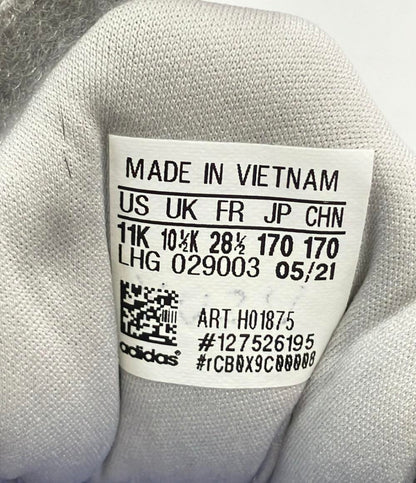 MADE IN VIETNAM
US UK FR JP CHN
11K 10½K 28½ 170 170
LHG 029003 05/21
ART H01875
#127526195
adidas®
#rCB0X9C00008